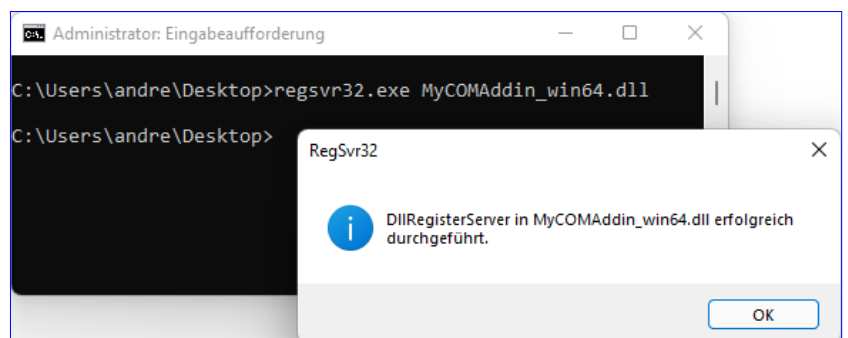 Administrator: Eingabeaufforderung
C:\Users\andre\Desktop>regsvr32.exe MyCOMAddin_win64.dll
C:\Users\andre\Desktop>
RegSvr32
DllRegisterServer in MyCOMAddin_win64.dll erfolgreich
durchgeführt.
OK